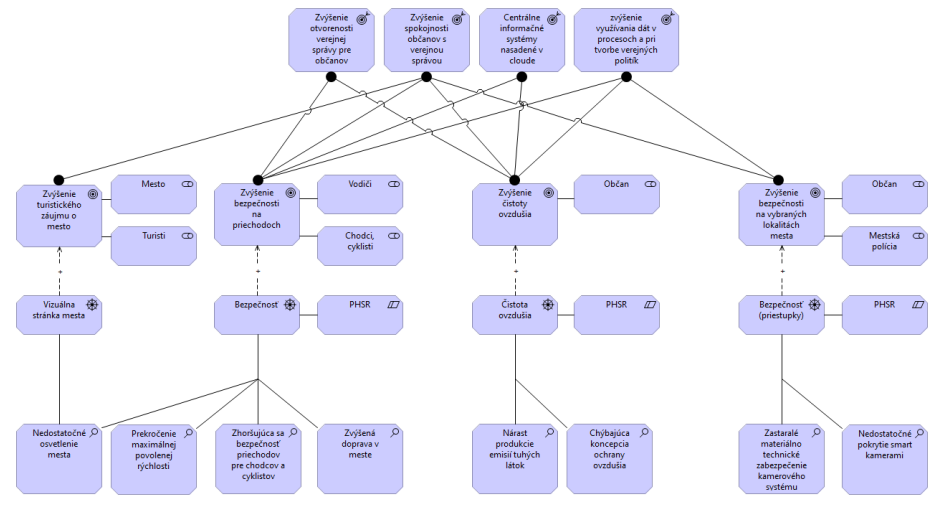 Zvýšenie
otvorenosti
verejnej
správy pre
občanov
Zvýšenie
spokojnosti
občanov s
verejnou
správou
Centrálne
informačné
systémy
nasadené v
cloude
zvýšenie
využívania dát v
procesoch a pri
tvorbe verejných
politík
Zvýšenie
turistického
záujmu o
mesto
Mesto
Turisti
Zvýšenie
bezpečnosti
na
priechodoch
Vodiči
Chodci,
cyklisti
Zvýšenie
čistoty
ovzdušia
Občan
Zvýšenie
bezpečnosti
na vybraných
lokalitách
mesta
Občan
Mestská
polícia
Vizuálna
stránka mesta
Bezpečnosť
PHSR
Čistota
ovzdušia
PHSR
Bezpečnosť
(priestupky)
PHSR
Nedostatočné
osvetlenie
mesta
Prekročenie
maximálnej
povolenej
rýchlosti
Zhoršujúca sa
bezpečnosť
priechodov
pre chodcov a
cyklistov
Zvýšená
doprava v
meste
Nárast
produkcie
emisií tuhých
látok
Chýbajúca
koncepcia
ochrany
ovzdušia
Zastaralé
materiálno
technické
zabezpečenie
kamerového
systému
Nedostatočné
pokrytie smart
kamerami